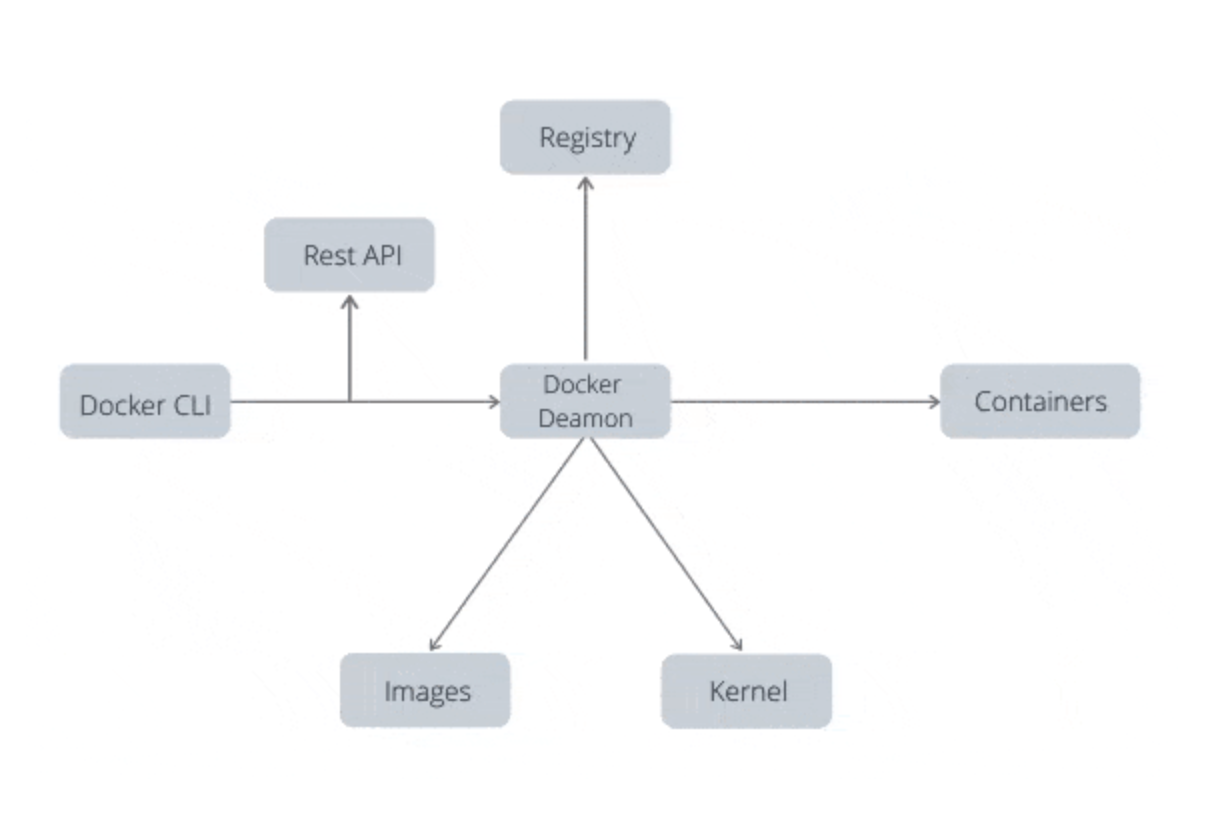 Registry
Rest API
Docker CLI
Docker
Deamon
Containers
Images
Kernel